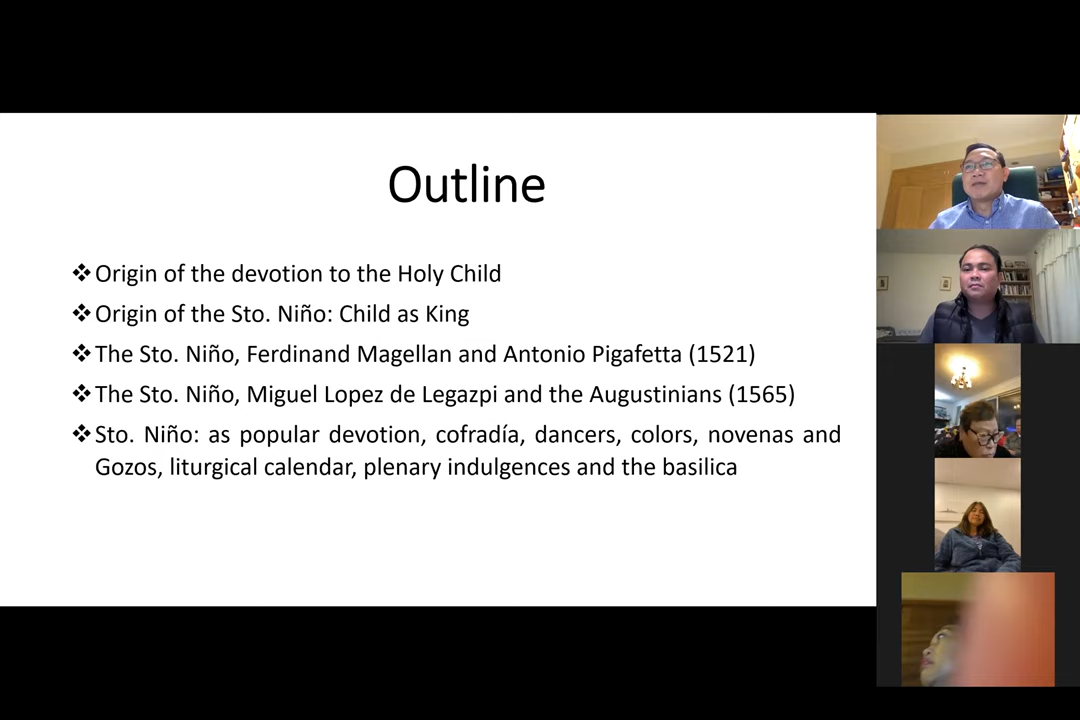 Outline
❖Origin of the devotion to the Holy Child
❖Origin of the Sto. Niño: Child as King
❖The Sto. Niño, Ferdinand Magellan and Antonio Pigafetta (1521)
❖The Sto. Niño, Miguel Lopez de Legazpi and the Augustinians (1565)
❖Sto. Niño: as popular devotion, cofradía, dancers, colors, novenas and
Gozos, liturgical calendar, plenary indulgences and the basilica